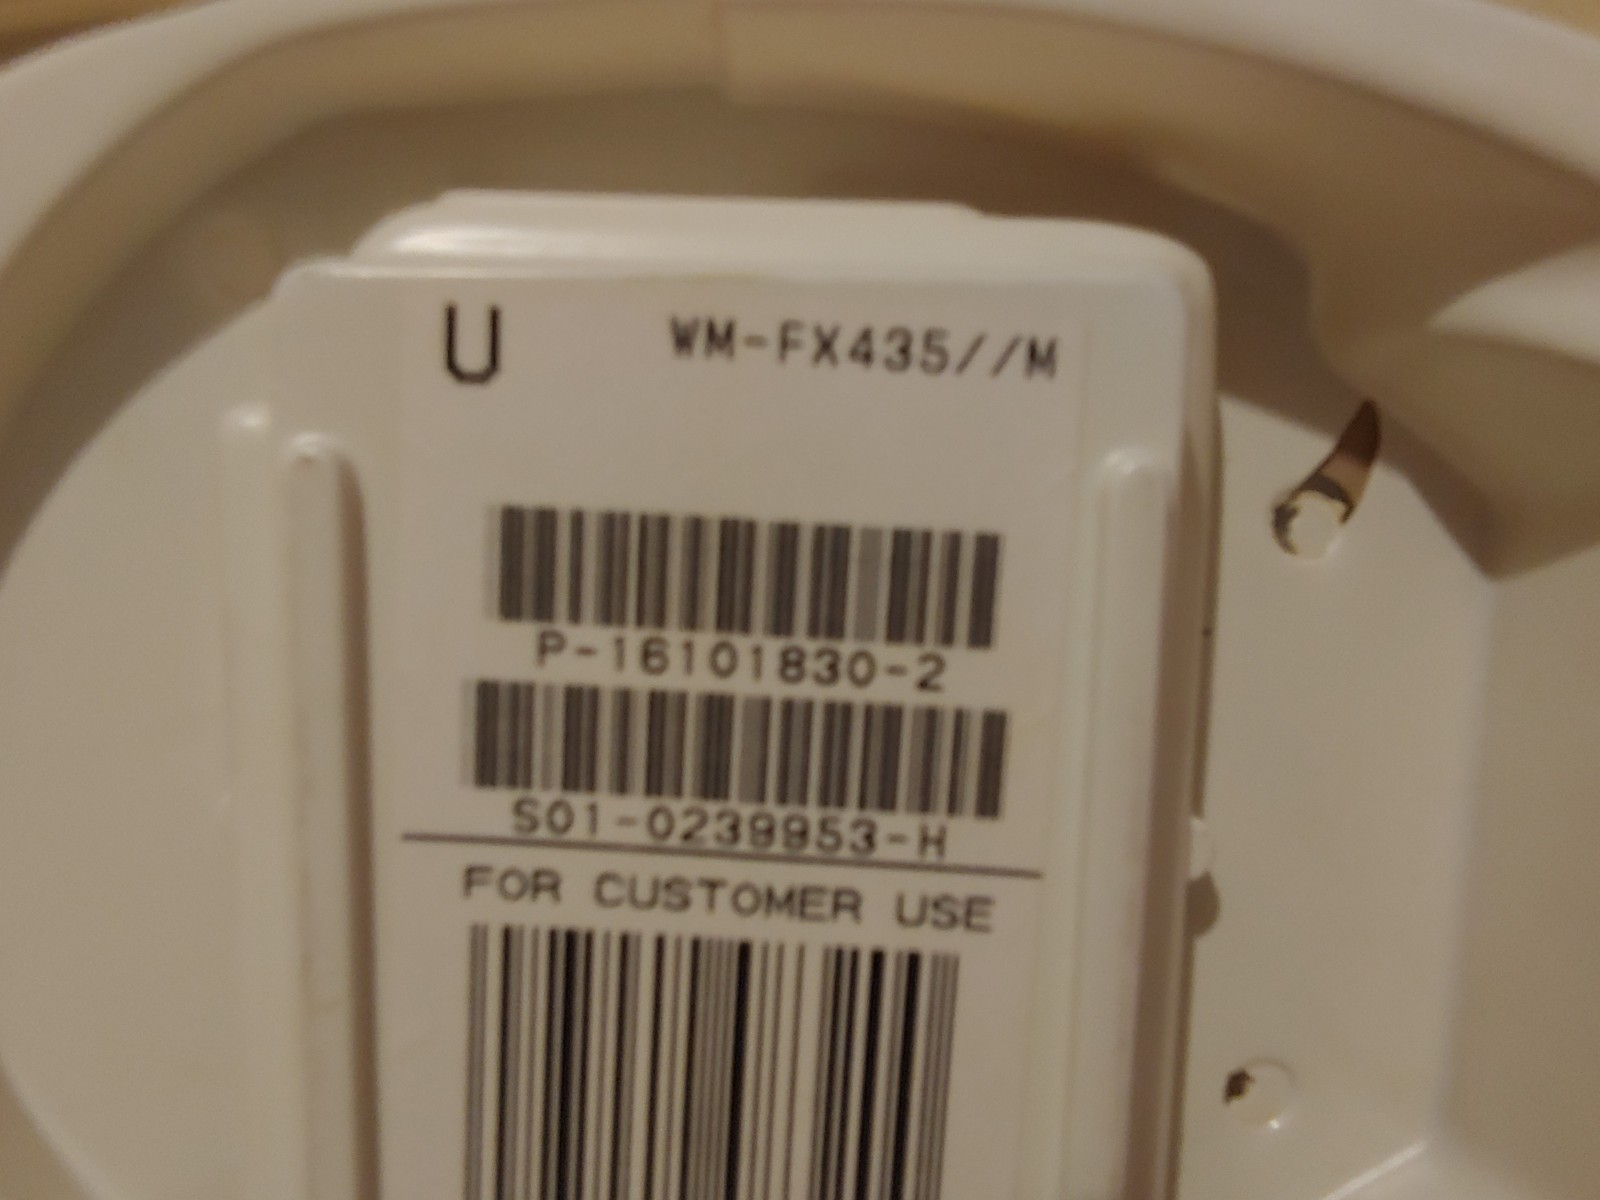 U WM-FX435//M
P-16101830-2
S01-0239953-H
FOR CUSTOMER USE